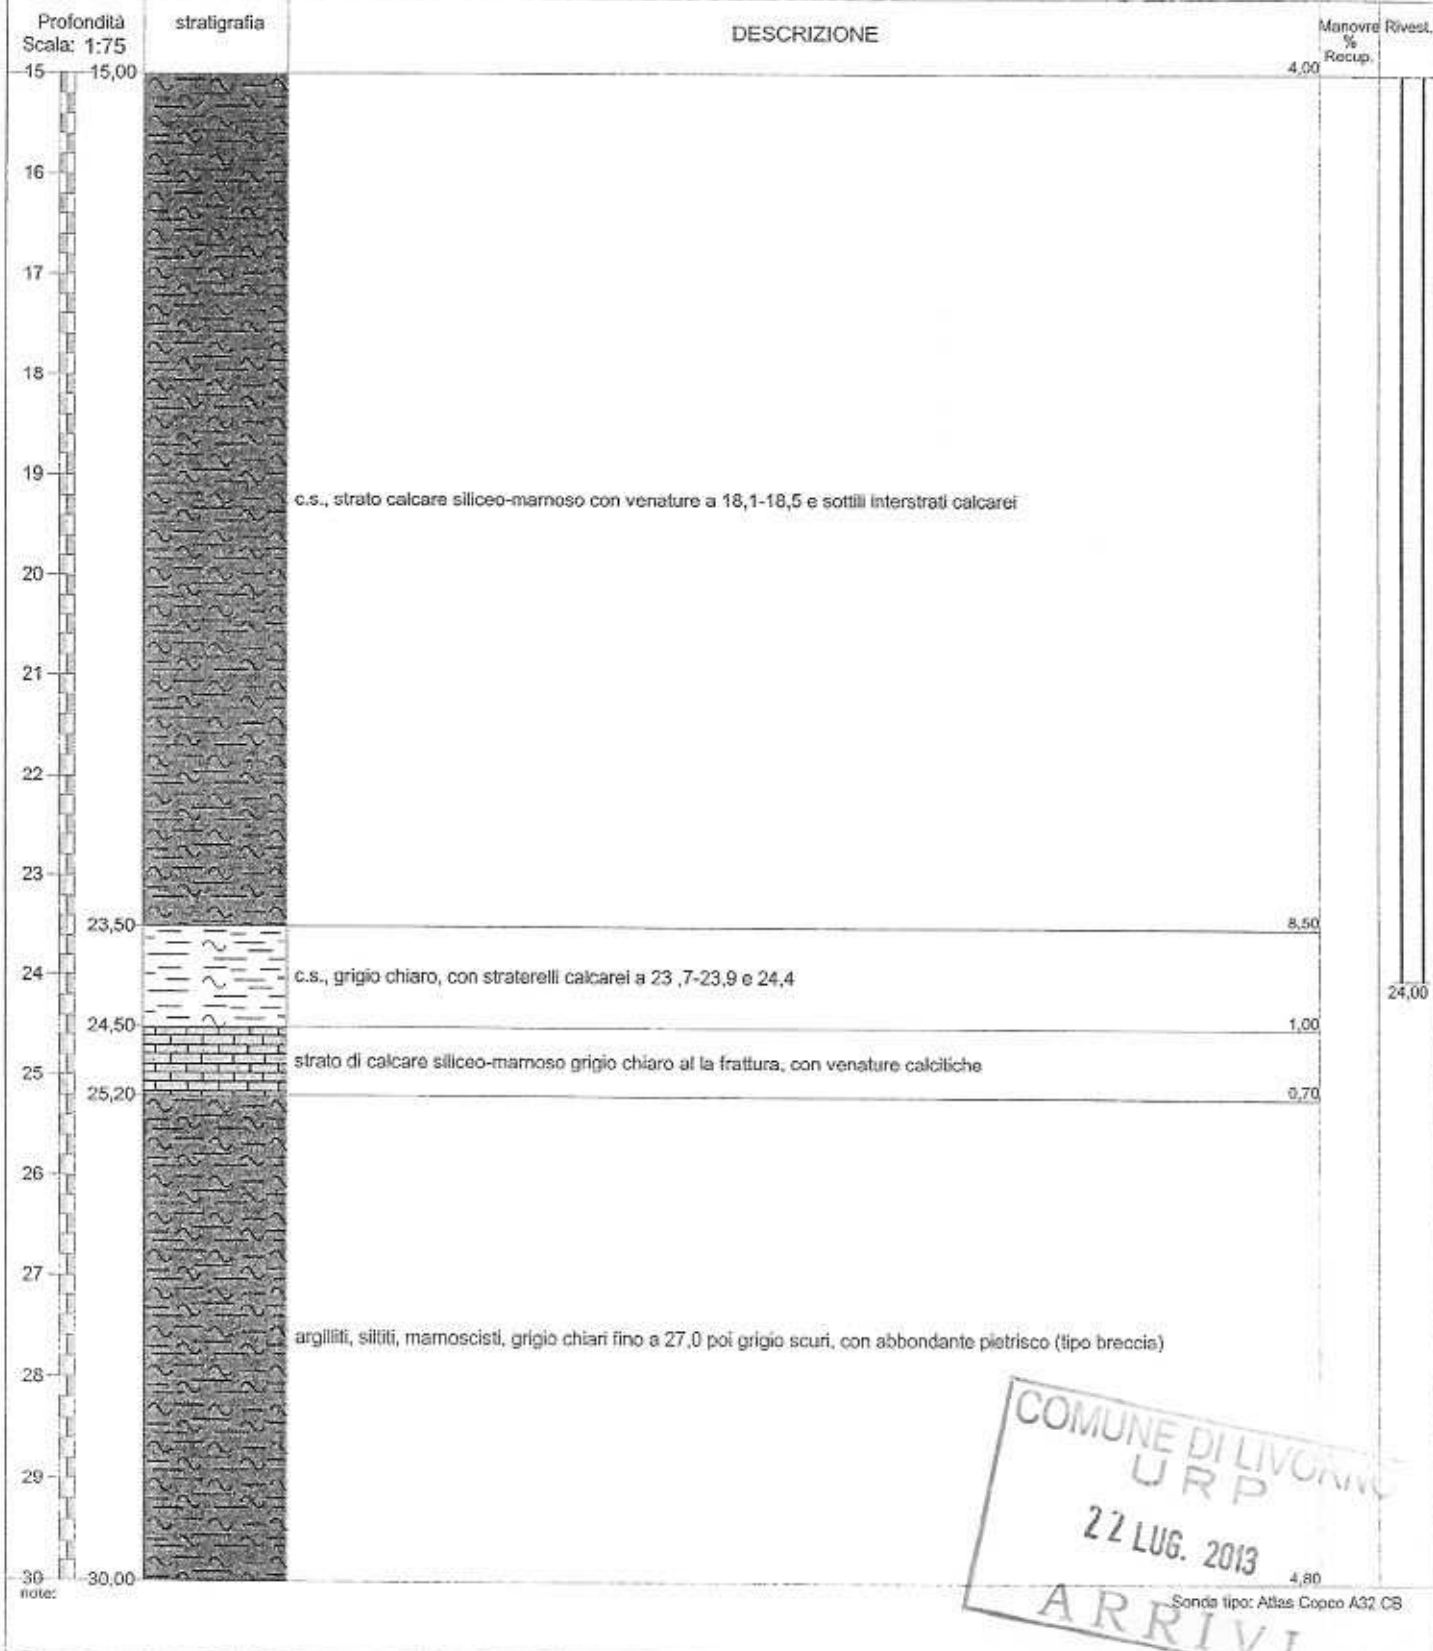 Profondità
Scala: 1:75
stratigrafia
DESCRIZIONE
Manovre
%
Recup.
Rivest.
15
15,00
4,00
16
17
18
19
c.s., strato calcare siliceo-marnoso con venature a 18,1-18,5 e sottili interstrati calcarei
20
21
22
23
23,50
8,50
24
c.s., grigio chiaro, con straterelli calcarei a 23 ,7-23,9 e 24,4
24,00
24,50
1,00
strato di calcare siliceo-marnoso grigio chiaro al la frattura, con venature calcitiche
25
25,20
0,70
26
27
argilliti, siltiti, marnoscisti, grigio chiari fino a 27,0 poi grigio scuri, con abbondante pietrisco (tipo breccia)
28
COMUNE DI LIVORNO
URP
29
22 LUG. 2013
30
30,00
4,80
note:
Sonda tipo: Atlas Copco A32 CB
ARRIVI